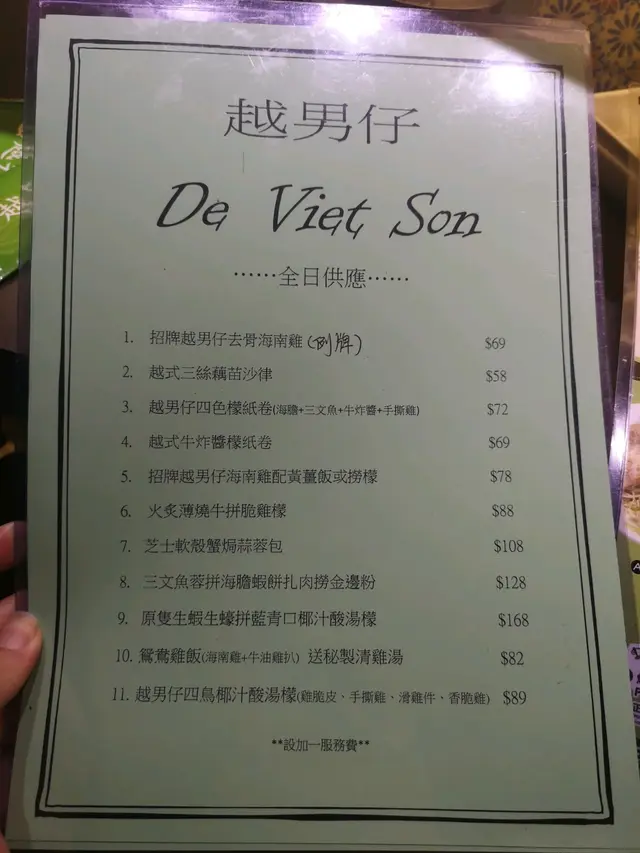 越男仔
De Viet Son
……全日供應……
1. 招牌越男仔去骨海南雞 (例牌) $69
2. 越式三絲藕苗沙律 $58
3. 越男仔四色檬紙卷(海膽+三文魚+牛炸醬+手撕雞) $72
4. 越式牛炸醬檬紙卷 $69
5. 招牌越男仔海南雞配黃薑飯或撈檬 $78
6. 火炙薄燒牛拼脆雞檬 $88
7. 芝士軟殼蟹焗蒜蓉包 $108
8. 三文魚蓉拼海膽蝦餅扎肉撈金邊粉 $128
9. 原隻生蝦生蠔拼藍青口椰汁酸湯檬 $168
10. 鴛鴦雞飯(海南雞+牛油雞扒) 送秘製清雞湯 $82
11. 越男仔四鳥椰汁酸湯檬(雞脆皮、手撕雞、滑雞件、香脆雞) $89
**設加一服務費**